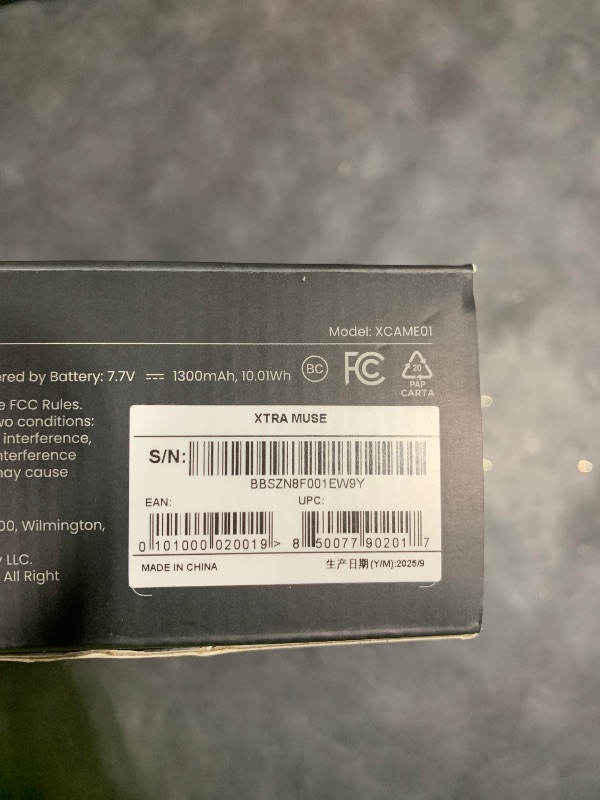 Model: XCAME01
ered by Battery: 7.7V ⎓ 1300mAh, 10.01Wh BC FC
20
PAP
CARTA
e FCC Rules.
wo conditions:
interference,
nterference
may cause
00, Wilmington,
y LLC.
All Right
XTRA MUSE
S/N:
BBSZN8F001EW9Y
EAN: UPC:
0 101000 020019 > 8 50077 90201 7
MADE IN CHINA 生产日期(Y/M):2025/9